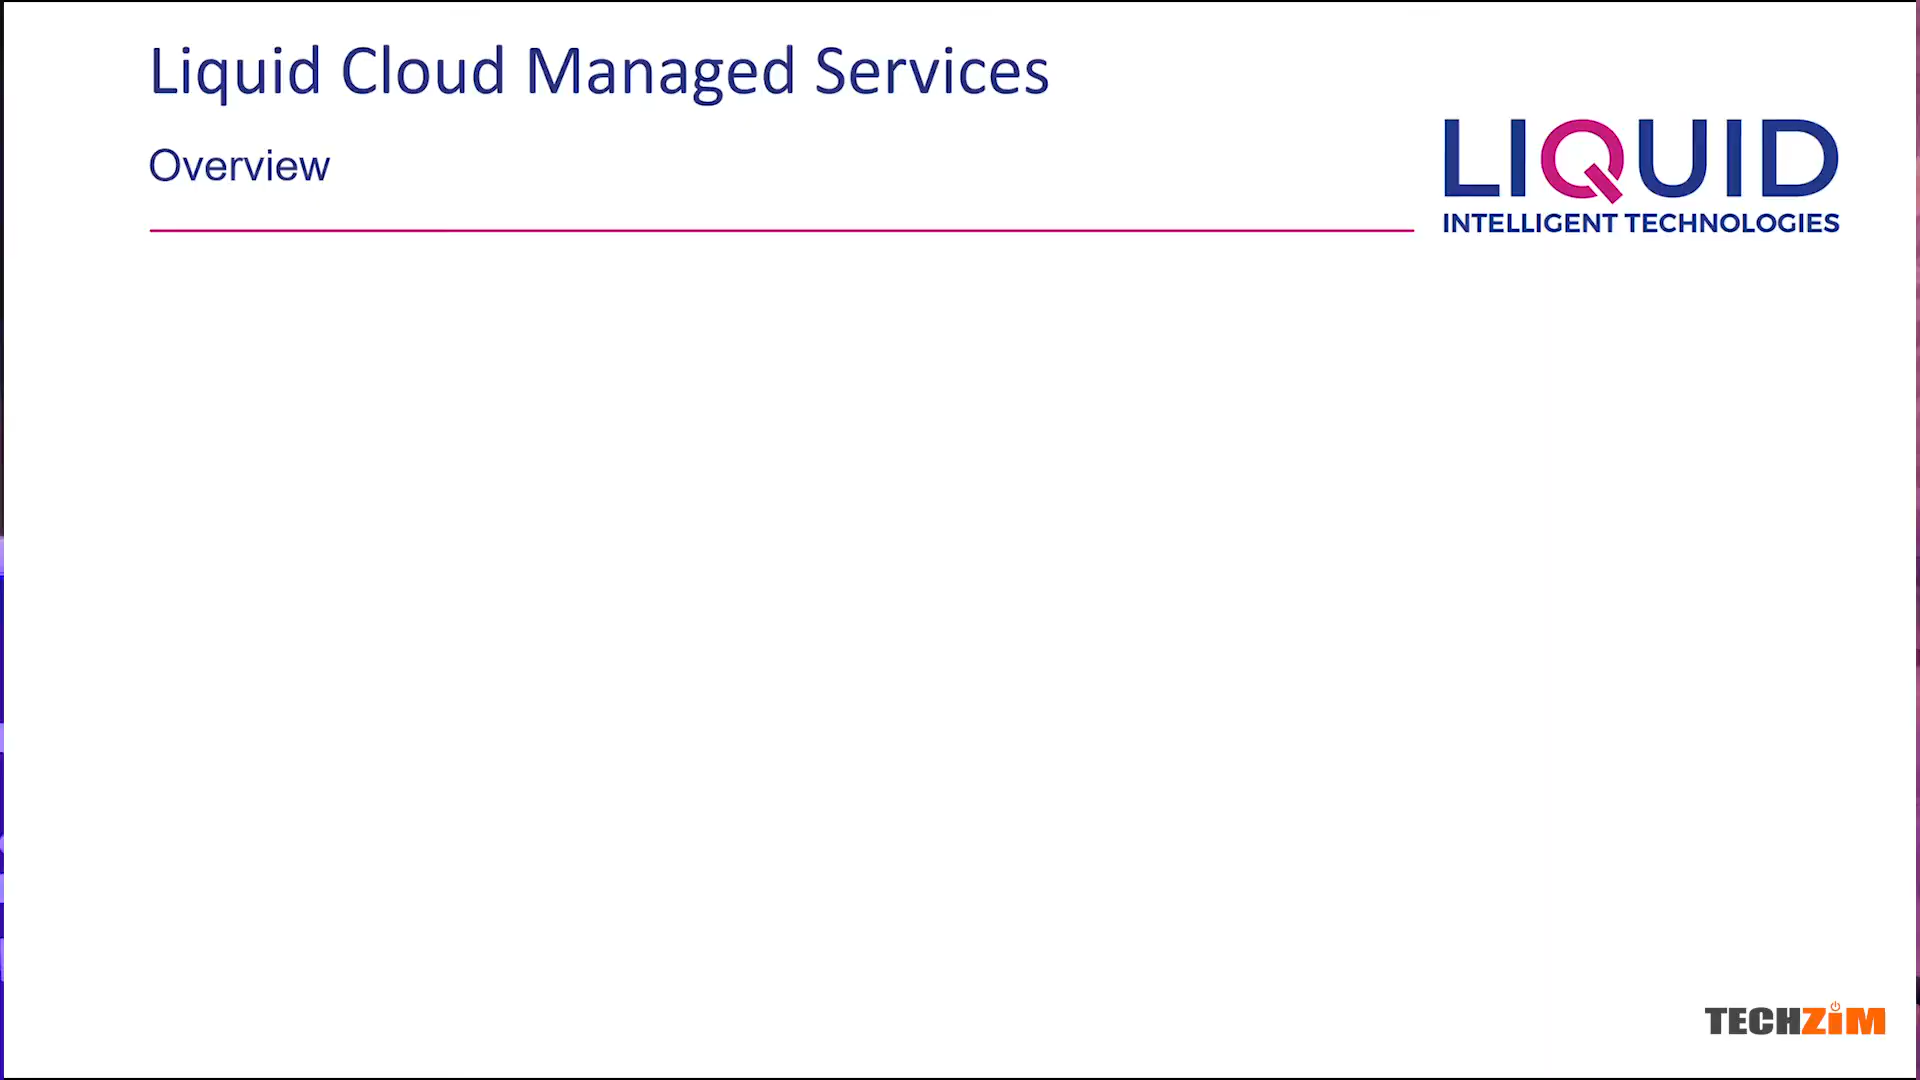 Liquid Cloud Managed Services
Overview
LIQUID
INTELLIGENT TECHNOLOGIES
TECHZiM